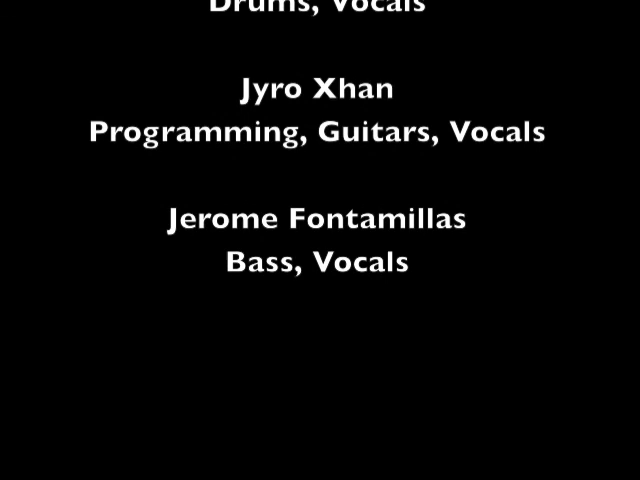 Drums, Vocals
Jyro Xhan
Programming, Guitars, Vocals
Jerome Fontamillas
Bass, Vocals